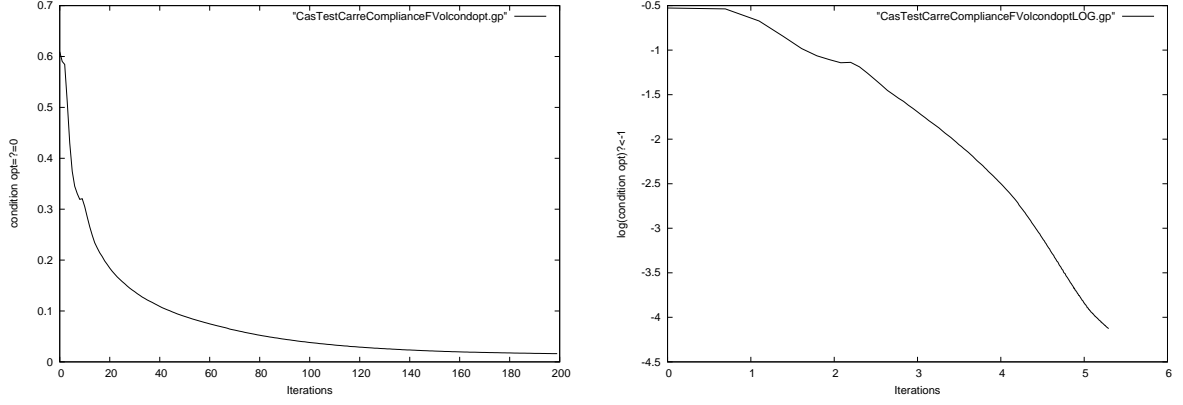 "CasTestCarreComplianceFVolcondopt.gp"
0.7
0.6
0.5
0.4
0.3
0.2
0.1
0
condition opt=?=0
0 20 40 60 80 100 120 140 160 180 200
Iterations
"CasTestCarreComplianceFVolcondoptLOG.gp"
-0.5
-1
-1.5
-2
-2.5
-3
-3.5
-4
-4.5
log(condition opt)?<-1
0 1 2 3 4 5 6
Iterations